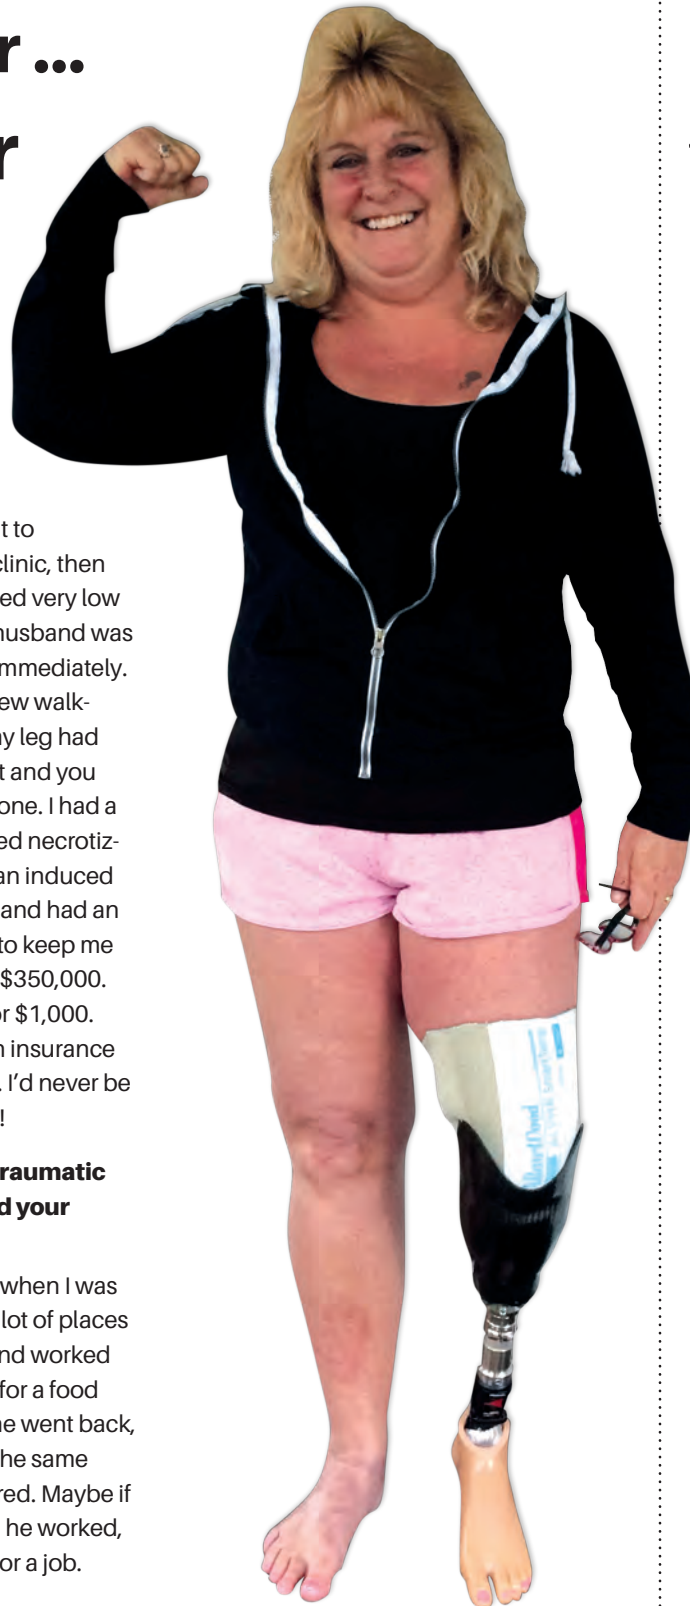 r ...
r
t to
linic, then
ed very low
husband was
mmediately.
ew walk-
y leg had
t and you
one. I had a
ed necrotiz-
an induced
and had an
to keep me
$350,000.
r $1,000.
n insurance
. I’d never be
!
raumatic
d your
when I was
lot of places
nd worked
for a food
ne went back,
he same
red. Maybe if
he worked,
or a job.